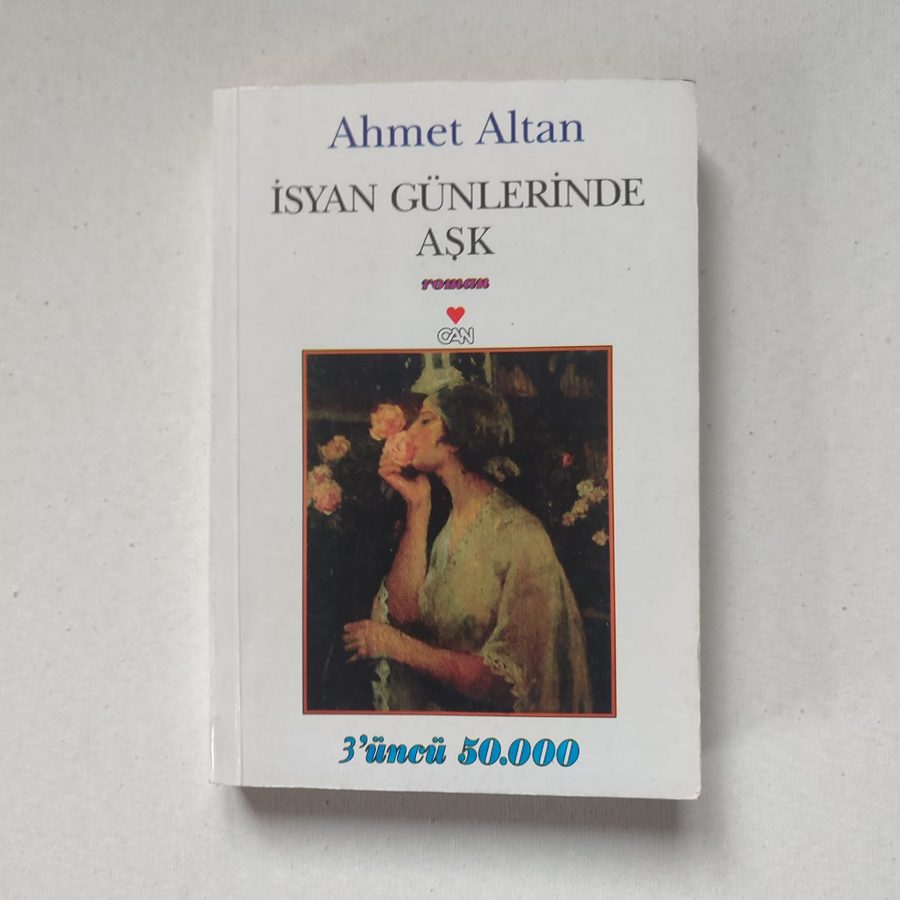 Ahmet Altan
İSYAN GÜNLERİNDE
AŞK
roman
CAN
3'üncü 50.000